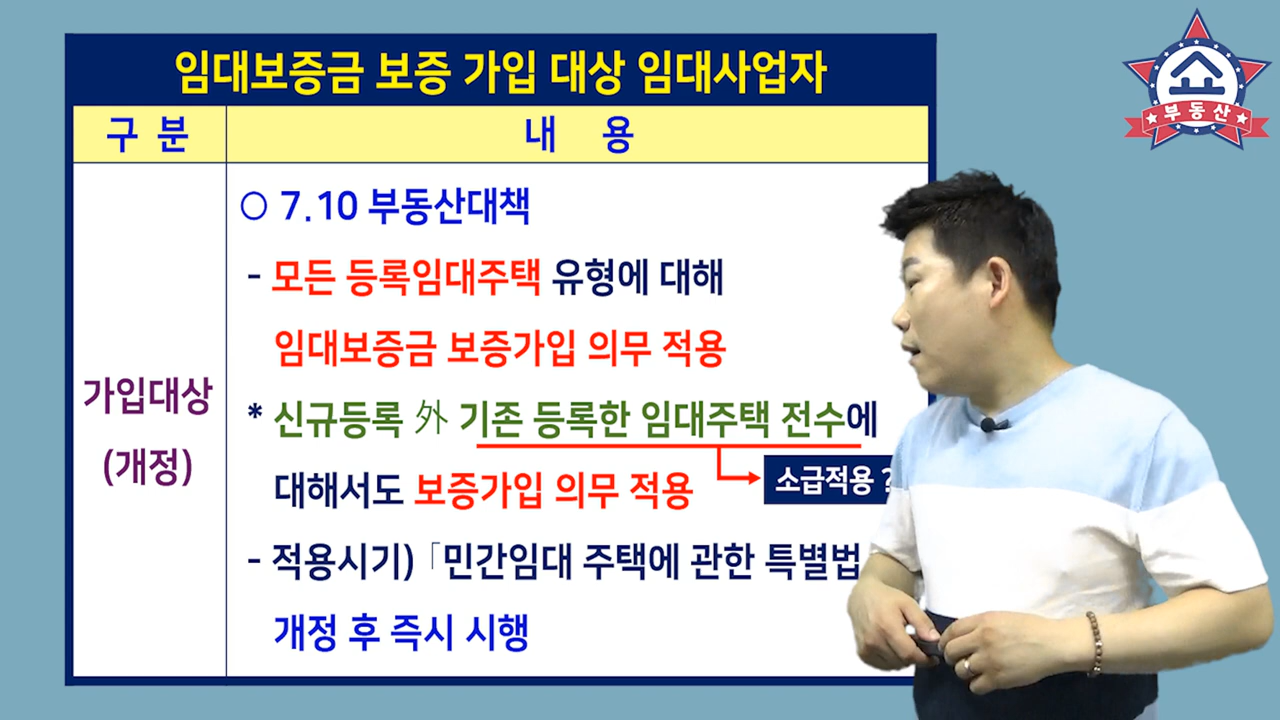 임대보증금 보증 가입 대상 임대사업자
구 분
내 용
부동산
○ 7.10 부동산대책
- 모든 등록임대주택 유형에 대해
임대보증금 보증가입 의무 적용
가입대상
(개정)
* 신규등록 外 기존 등록한 임대주택 전수에
대해서도 보증가입 의무 적용
소급적용 ?
- 적용시기) 「민간임대 주택에 관한 특별법
개정 후 즉시 시행